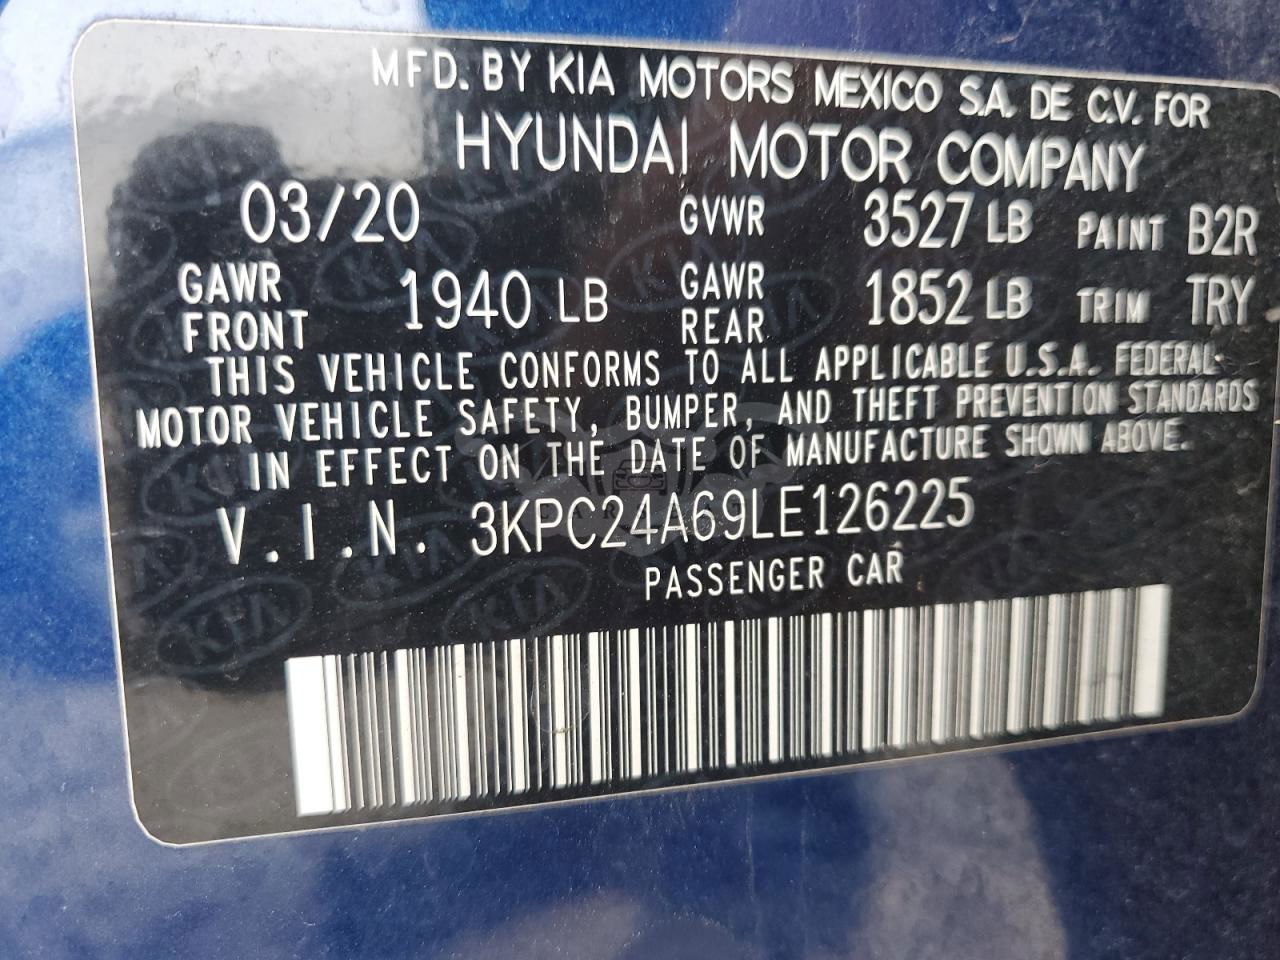 MFD. BY KIA MOTORS MEXICO S.A. DE C.V. FOR
HYUNDAI MOTOR COMPANY
03/20 GVWR 3527 LB PAINT B2R
GAWR FRONT 1940 LB GAWR REAR 1852 LB TRIM TRY
THIS VEHICLE CONFORMS TO ALL APPLICABLE U.S.A. FEDERAL
MOTOR VEHICLE SAFETY, BUMPER, AND THEFT PREVENTION STANDARDS
IN EFFECT ON THE DATE OF MANUFACTURE SHOWN ABOVE.
V.I.N. 3KPC24A69LE126225
PASSENGER CAR